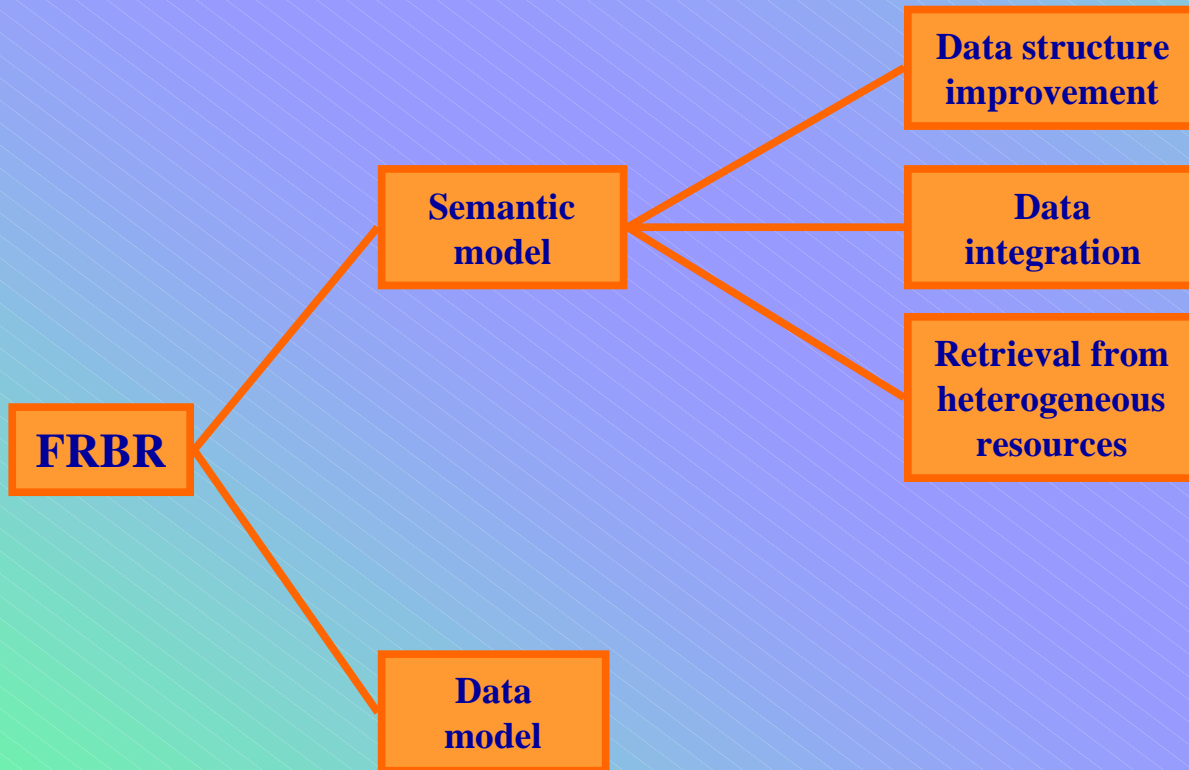 Data structure
improvement
Semantic
model
Data
integration
Retrieval from
heterogeneous
resources
FRBR
Data
model